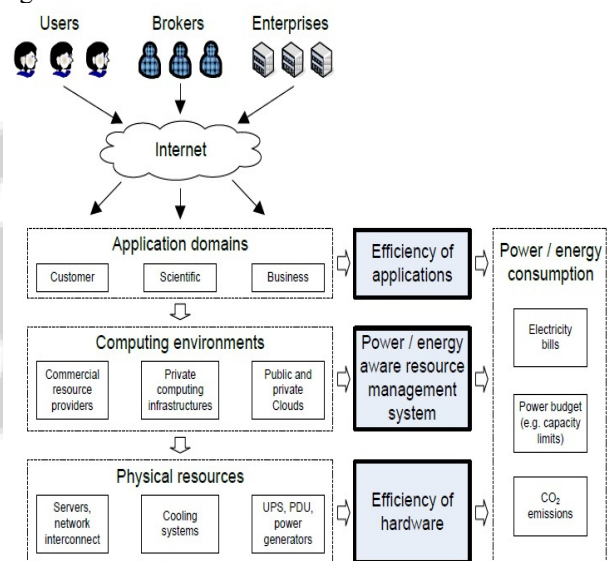 Users
Brokers
Enterprises
Internet
Application domains
Customer
Scientific
Business
Efficiency of
applications
Power / energy
consumption
Electricity
bills
Power budget
(e.g. capacity
limits)
CO₂
emissions
Computing environments
Commercial
resource
providers
Private
computing
infrastructures
Public and
private
Clouds
Power / energy
aware resource
management
system
Physical resources
Servers,
network
interconnect
Cooling
systems
UPS, PDU,
power
generators
Efficiency of
hardware